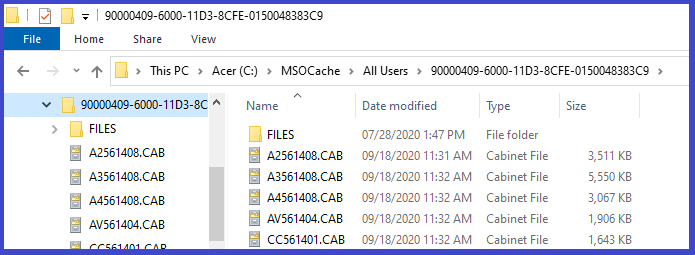 90000409-6000-11D3-8CFE-0150048383C9
File Home Share View
This PC Acer (C:) MSOCache All Users 90000409-6000-11D3-8CFE-0150048383C9
90000409-6000-11D3-8C
FILES
A2561408.CAB
A3561408.CAB
A4561408.CAB
AV561404.CAB
CC561401.CAB
Name Date modified Type Size
FILES 07/28/2020 1:47 PM File folder
A2561408.CAB 09/18/2020 11:31 AM Cabinet File 3,511 KB
A3561408.CAB 09/18/2020 11:32 AM Cabinet File 5,550 KB
A4561408.CAB 09/18/2020 11:32 AM Cabinet File 3,067 KB
AV561404.CAB 09/18/2020 11:32 AM Cabinet File 1,906 KB
CC561401.CAB 09/18/2020 11:32 AM Cabinet File 1,643 KB